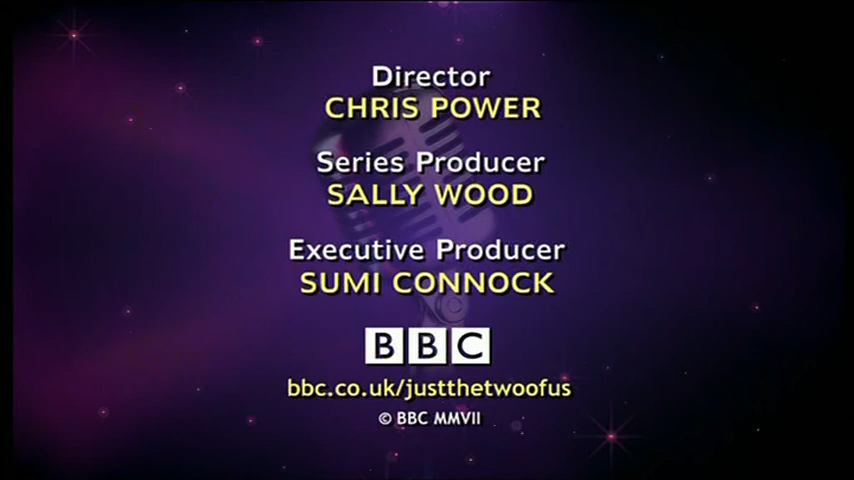 Director
CHRIS POWER
Series Producer
SALLY WOOD
Executive Producer
SUMI CONNOCK
BBC
bbc.co.uk/justthetwoofus
© BBC MMVII